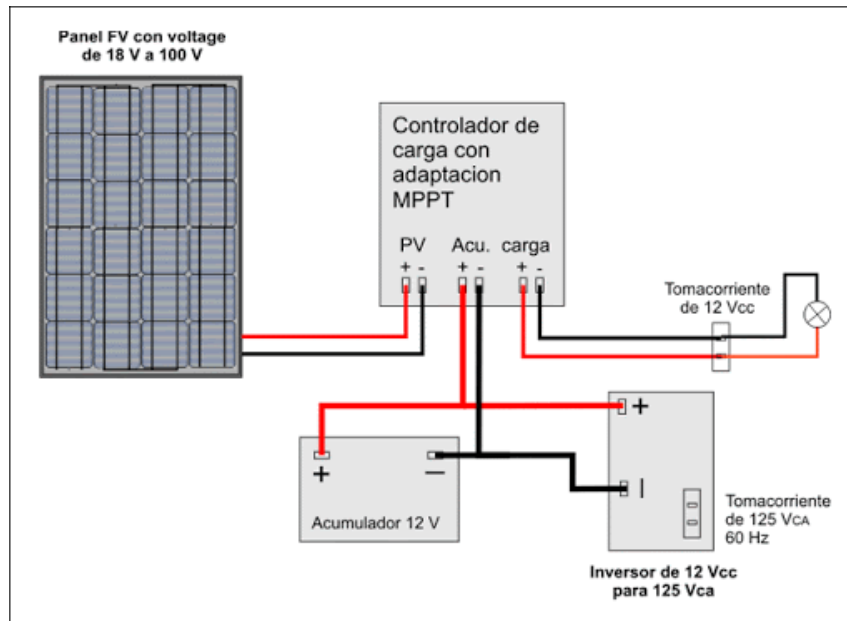 Panel FV con voltage
de 18 V a 100 V
Controlador de
carga con
adaptacion
MPPT
PV Acu. carga
+ - + - + -
Tomacorriente
de 12 Vcc
+ —
Acumulador 12 V
+
|
Tomacorriente
de 125 VCA
60 Hz
Inversor de 12 Vcc
para 125 Vca